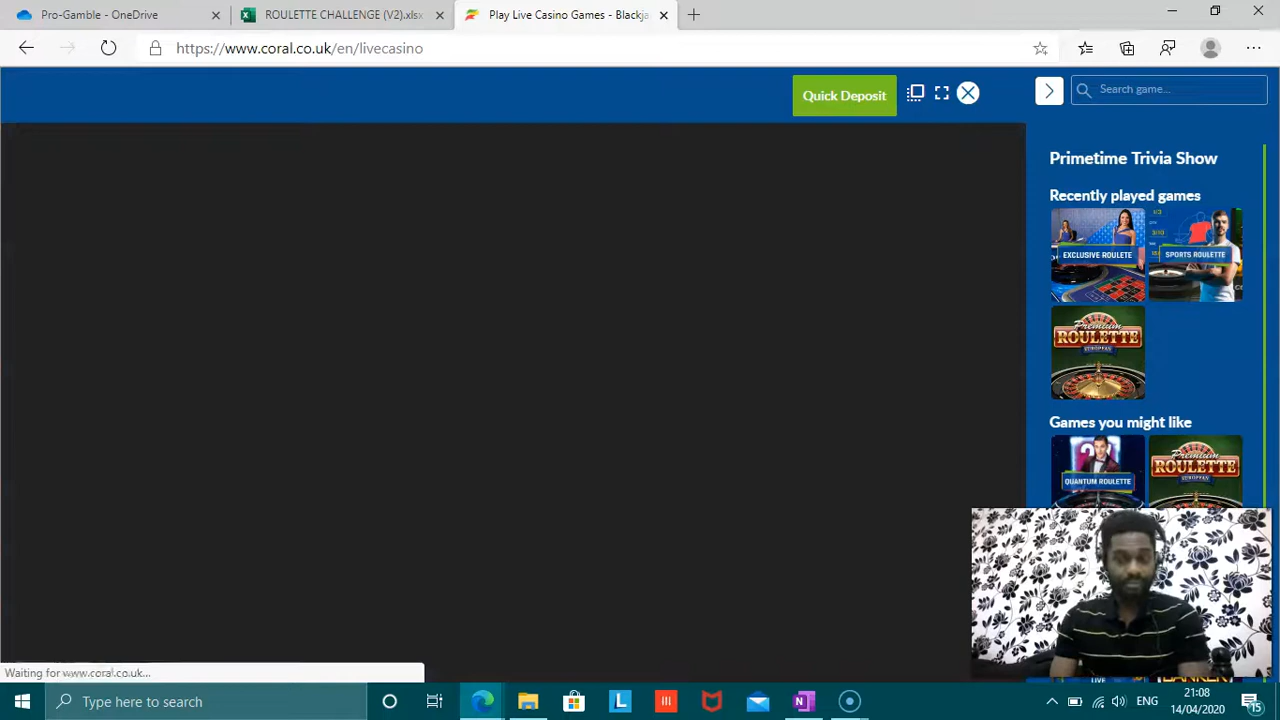 Pro-Gamble - OneDrive
ROULETTE CHALLENGE (V2).xlsx
Play Live Casino Games - Blackja
https://www.coral.co.uk/en/livecasino
Quick Deposit
Search game...
Primetime Trivia Show
Recently played games
EXCLUSIVE ROULETE
SPORTS ROULETTE
Premium
ROULETTE
EUROPEAN
Games you might like
QUANTUM ROULETTE
Premium
ROULETTE
EUROPEAN
LIVE
Waiting for www.coral.co.uk...
Type here to search
L
ENG
21:08
14/04/2020
15